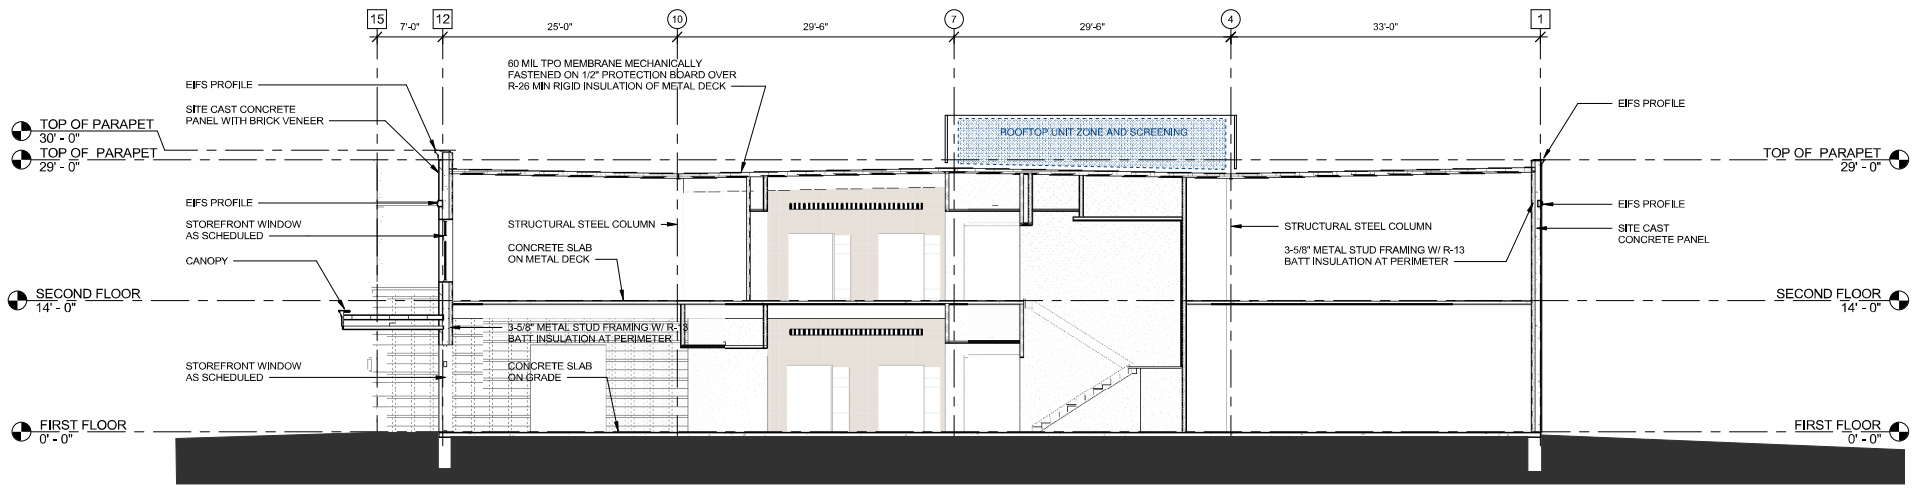 15
12
10
7
4
1
7'-0"
25'-0"
29'-6"
29'-6"
33'-0"
60 MIL TPO MEMBRANE MECHANICALLY
FASTENED ON 1/2" PROTECTION BOARD OVER
R-26 MIN RIGID INSULATION OF METAL DECK
EIFS PROFILE
SITE CAST CONCRETE
PANEL WITH BRICK VENEER
TOP OF PARAPET
30' - 0"
TOP OF PARAPET
29' - 0"
EIFS PROFILE
STOREFRONT WINDOW
AS SCHEDULED
CANOPY
SECOND FLOOR
14' - 0"
STOREFRONT WINDOW
AS SCHEDULED
FIRST FLOOR
0' - 0"
STRUCTURAL STEEL COLUMN
CONCRETE SLAB
ON METAL DECK
3-5/8" METAL STUD FRAMING W/ R-13
BATT INSULATION AT PERIMETER
CONCRETE SLAB
ON GRADE
ROOFTOP UNIT ZONE AND SCREENING
STRUCTURAL STEEL COLUMN
3-5/8" METAL STUD FRAMING W/ R-13
BATT INSULATION AT PERIMETER
EIFS PROFILE
TOP OF PARAPET
29' - 0"
EIFS PROFILE
SITE CAST
CONCRETE PANEL
SECOND FLOOR
14' - 0"
FIRST FLOOR
0' - 0"